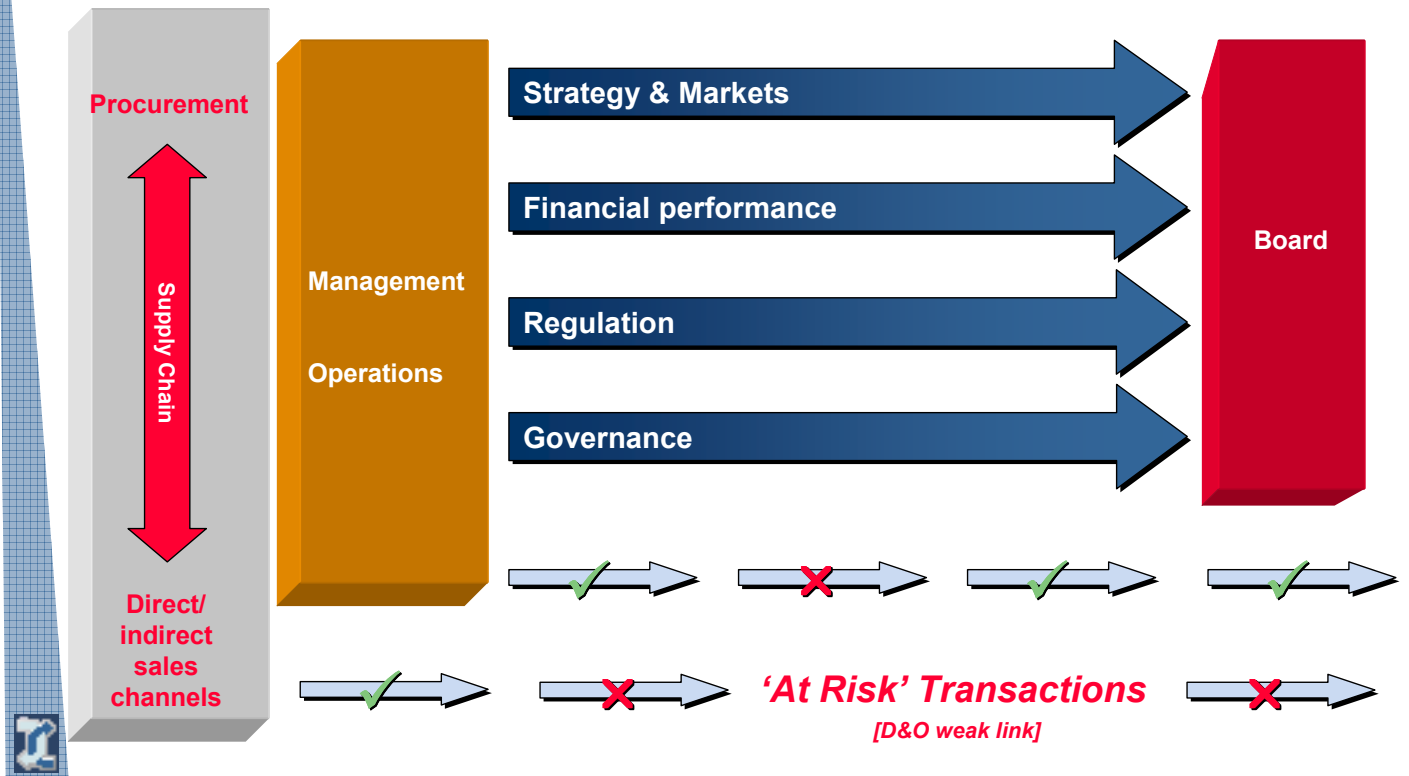 Procurement
Supply Chain
Direct/
indirect
sales
channels
Management
Operations
Strategy & Markets
Financial performance
Regulation
Governance
Board
‘At Risk’ Transactions
[D&O weak link]